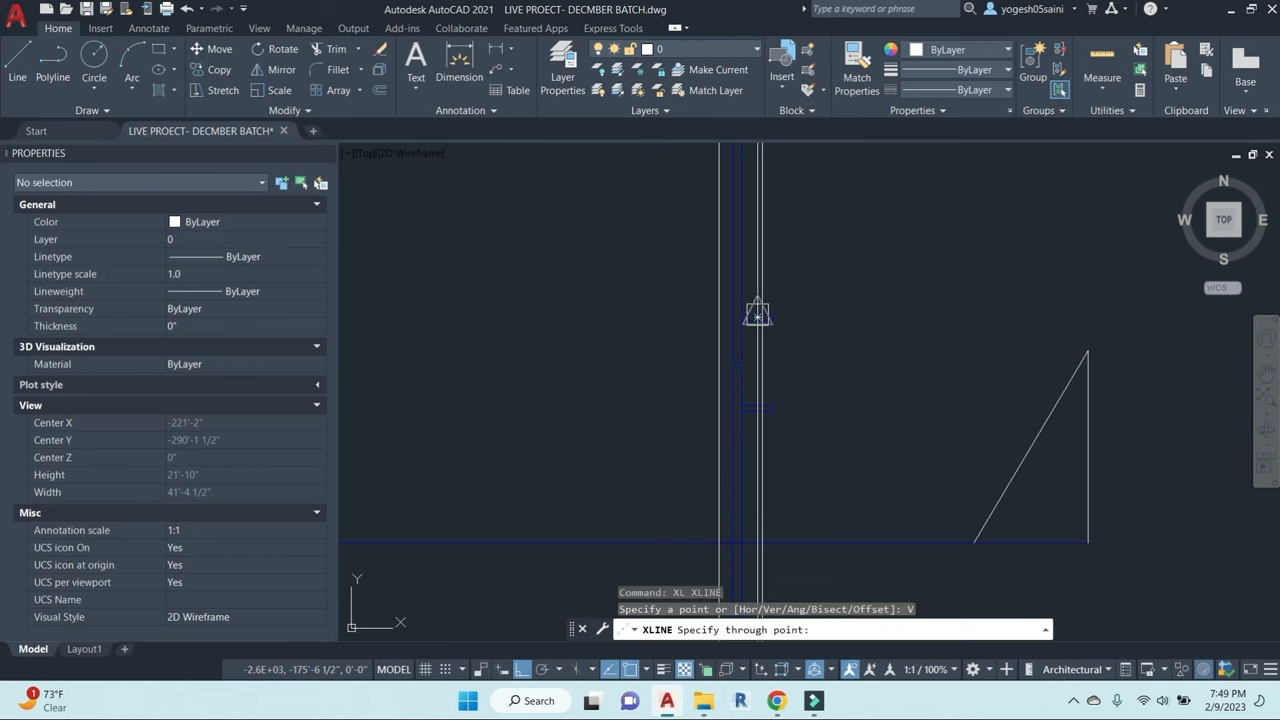 Autodesk AutoCAD 2021 LIVE PROJECT- DECMBER BATCH.dwg
Type a keyword or phrase
yogesh05saini
Home Insert Annotate Parametric View Manage Output Add-ins Collaborate Featured Apps Express Tools
Line Polyline Circle Arc
Move Rotate Trim
Copy Mirror Fillet
Stretch Scale Array
Text Dimension Table
Layer Properties
0
Make Current
Match Layer
Insert
Match Properties
ByLayer
ByLayer
ByLayer
Group
Measure
Paste
Base
Draw Modify Annotation Layers Block Properties Groups Utilities Clipboard View
Start LIVE PROJECT- DECMBER BATCH*
PROPERTIES
[−][Top][2D Wireframe]
No selection
General
Color ByLayer
Layer 0
Linetype ByLayer
Linetype scale 1.0
Lineweight ByLayer
Transparency ByLayer
Thickness 0"
3D Visualization
Material ByLayer
Plot style
View
Center X -221'-2"
Center Y -290'-1 1/2"
Center Z 0"
Height 21'-10"
Width 41'-4 1/2"
Misc
Annotation scale 1:1
UCS icon On Yes
UCS icon at origin Yes
UCS per viewport Yes
UCS Name
Visual Style 2D Wireframe
N
W TOP E
S
WCS
Y
X
Command: XL XLINE
Specify a point or [Hor/Ver/Ang/Bisect/Offset]: V
XLINE Specify through point:
Model Layout1
-2.6E+03, -175'-6 1/2", 0'-0" MODEL 1:1 / 100% Architectural
1
73°F
Clear
Search
7:49 PM
2/9/2023